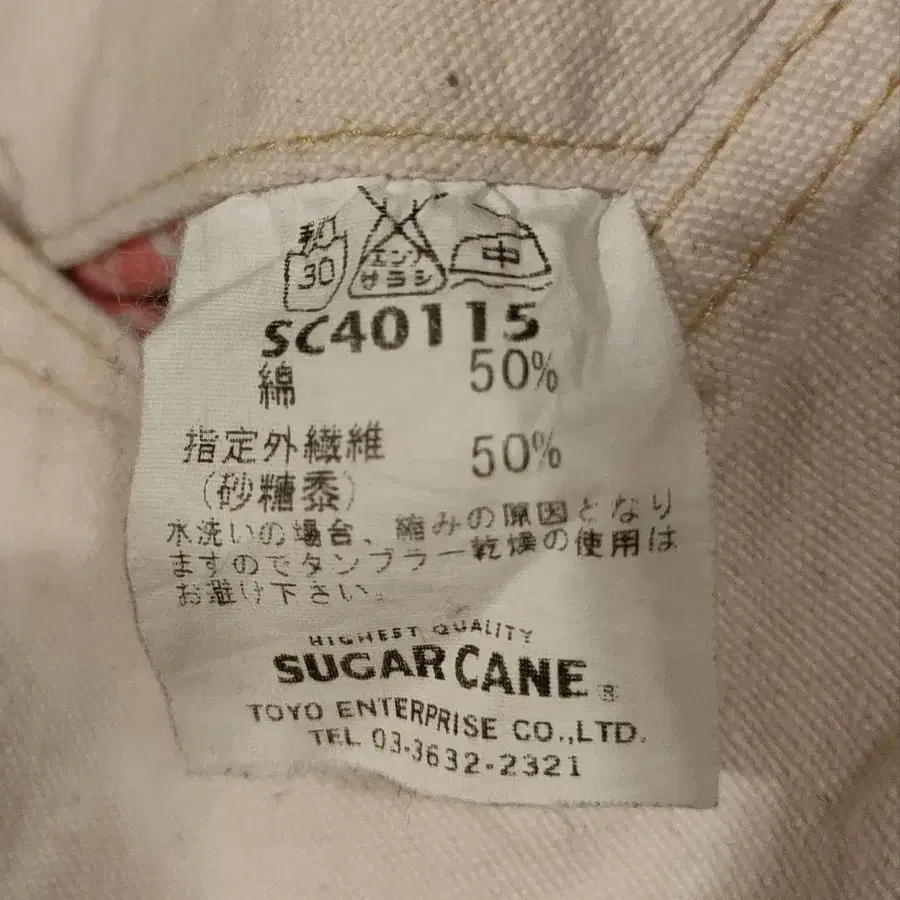 30
エンソ
サラシ
中
SC40115
綿 50%
指定外繊維 50%
(砂糖黍)
水洗いの場合、縮みの原因となり
ますのでタンブラー乾燥の使用は
お避け下さい。
HIGHEST QUALITY
SUGAR CANE ®
TOYO ENTERPRISE CO.,LTD.
TEL 03-3632-2321